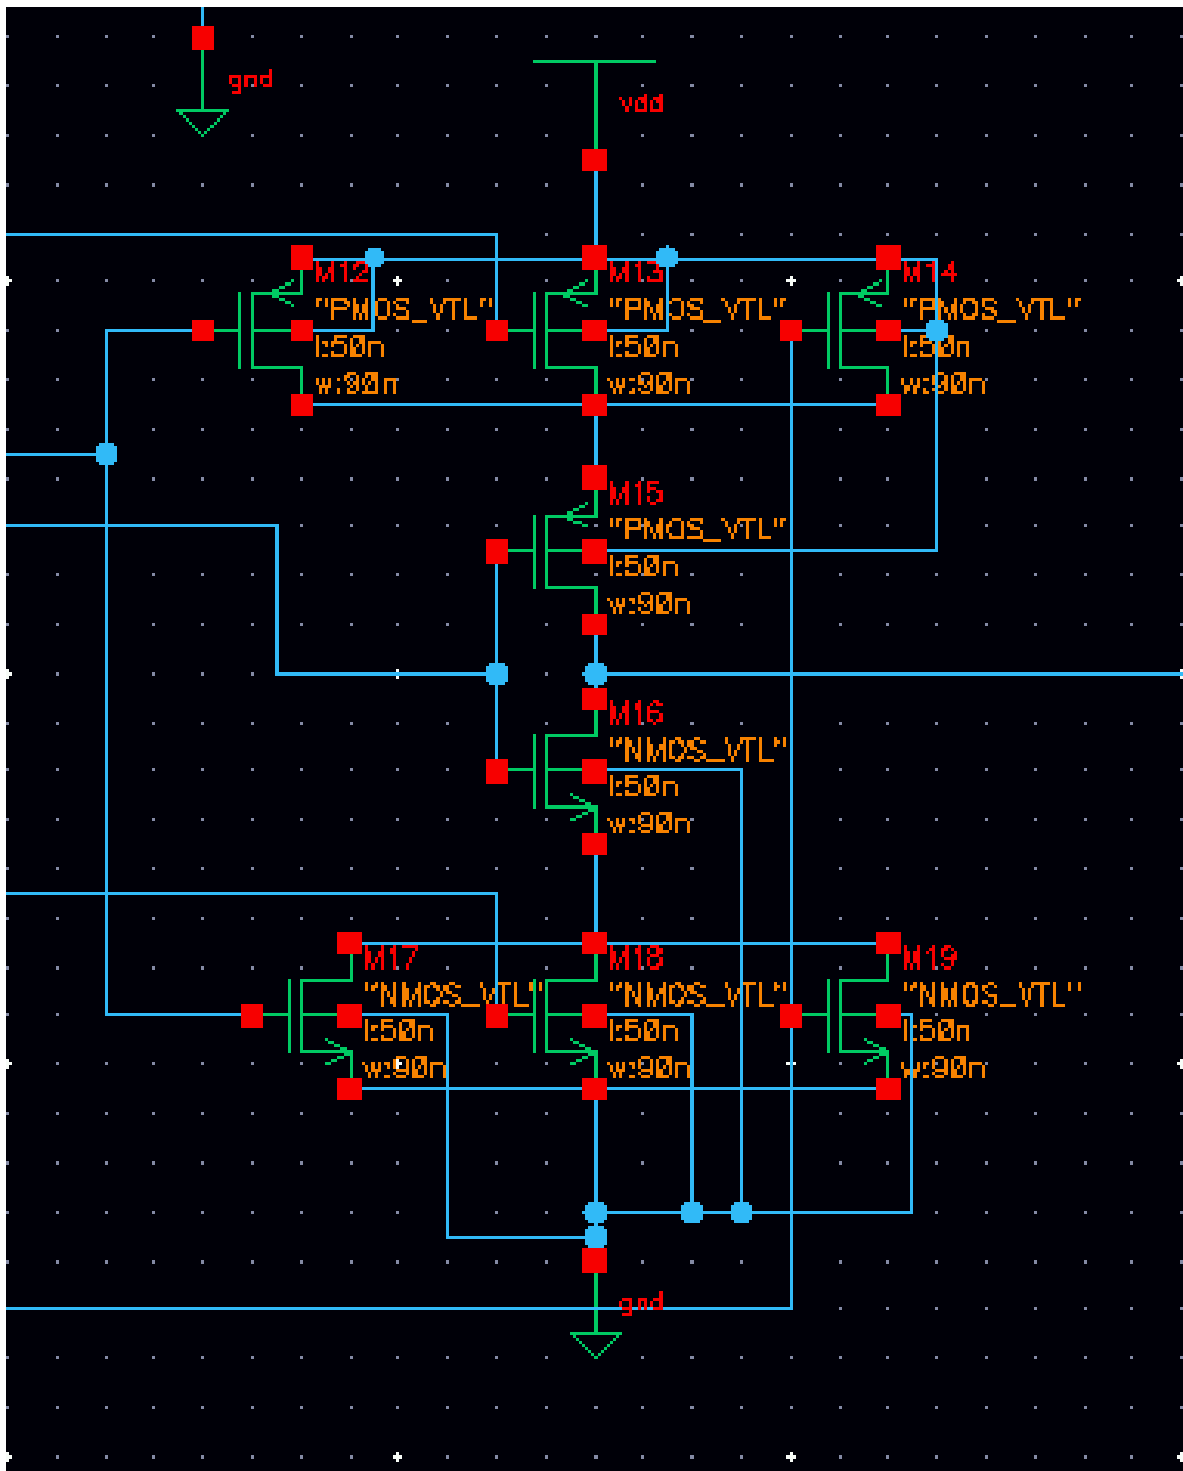 gnd
vdd
M12
"PMOS_VTL"
l:50n
w:90n
M13
"PMOS_VTL"
l:50n
w:90n
M14
"PMOS_VTL"
l:50n
w:90n
M15
"PMOS_VTL"
l:50n
w:90n
M16
"NMOS_VTL"
l:50n
w:90n
M17
"NMOS_VTL"
l:50n
w:90n
M18
"NMOS_VTL"
l:50n
w:90n
M19
"NMOS_VTL"
l:50n
w:90n
gnd